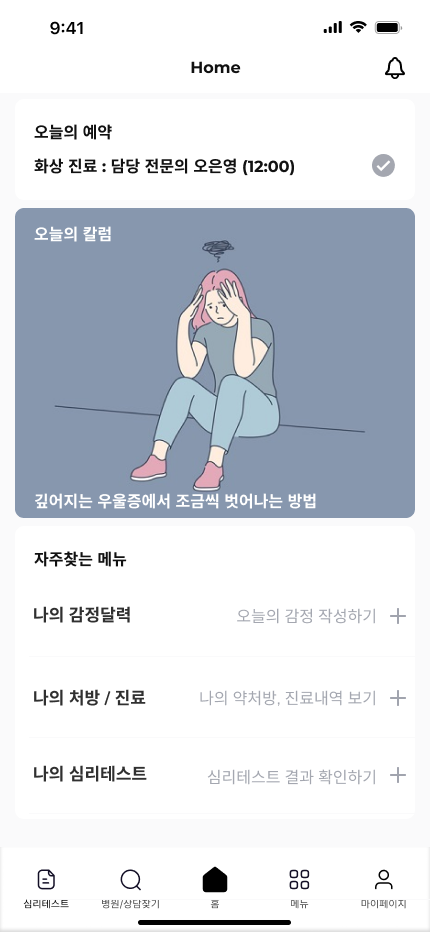 9:41
Home
오늘의 예약
화상 진료 : 담당 전문의 오은영 (12:00)
오늘의 칼럼
깊어지는 우울증에서 조금씩 벗어나는 방법
자주찾는 메뉴
나의 감정달력 오늘의 감정 작성하기
나의 처방 / 진료 나의 약처방, 진료내역 보기
나의 심리테스트 심리테스트 결과 확인하기
심리테스트 병원/상담찾기 홈 메뉴 마이페이지